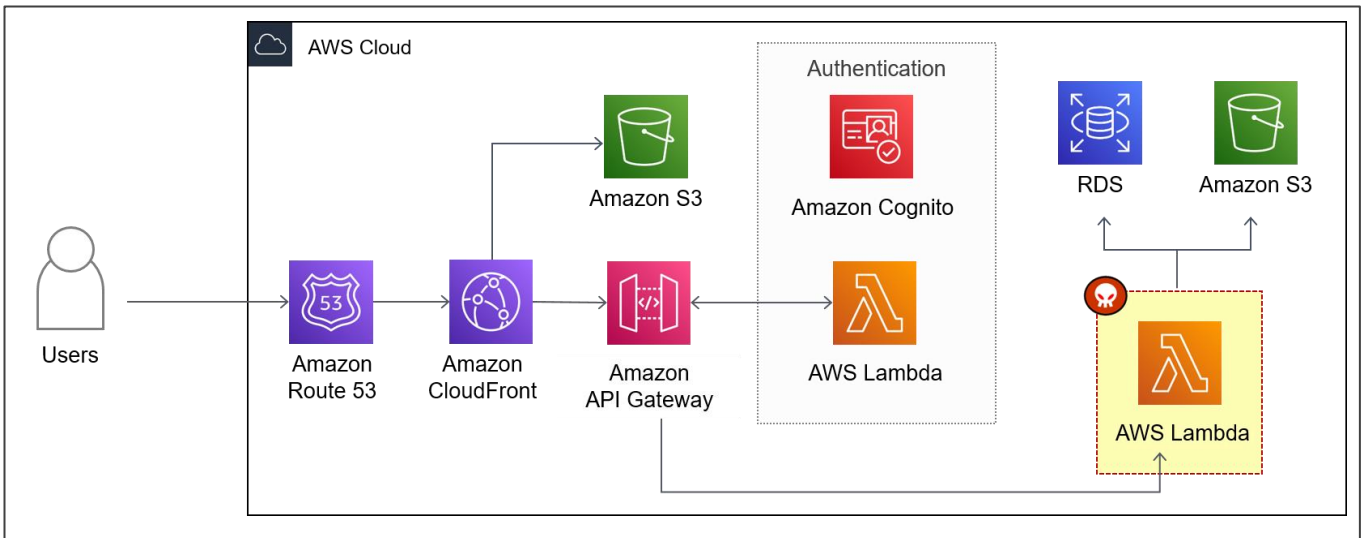 AWS Cloud
Authentication
Amazon S3
Amazon Cognito
RDS
Amazon S3
Users
53
Amazon
Route 53
Amazon
CloudFront
</>
Amazon
API Gateway
AWS Lambda
AWS Lambda